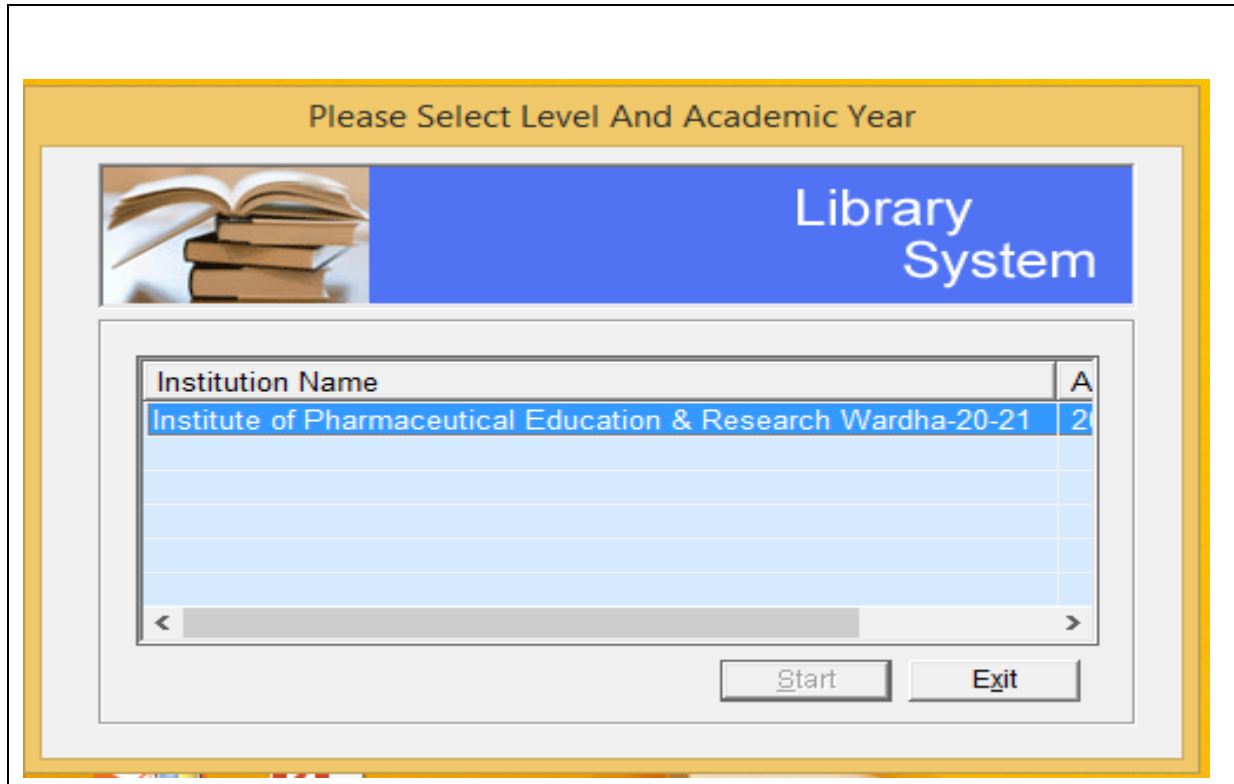 Please Select Level And Academic Year
Library
System
Institution Name A
Institute of Pharmaceutical Education & Research Wardha-20-21 20
Start Exit